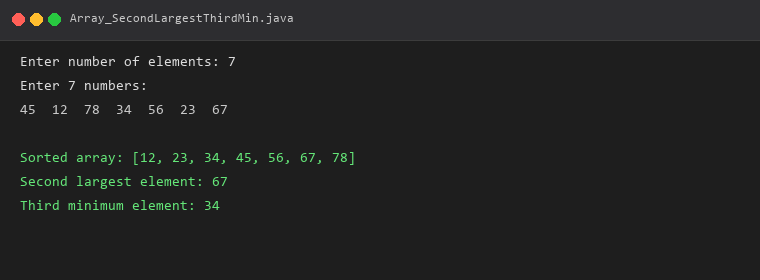 Array_SecondLargestThirdMin.java
Enter number of elements: 7
Enter 7 numbers:
45  12  78  34  56  23  67
Sorted array: [12, 23, 34, 45, 56, 67, 78]
Second largest element: 67
Third minimum element: 34